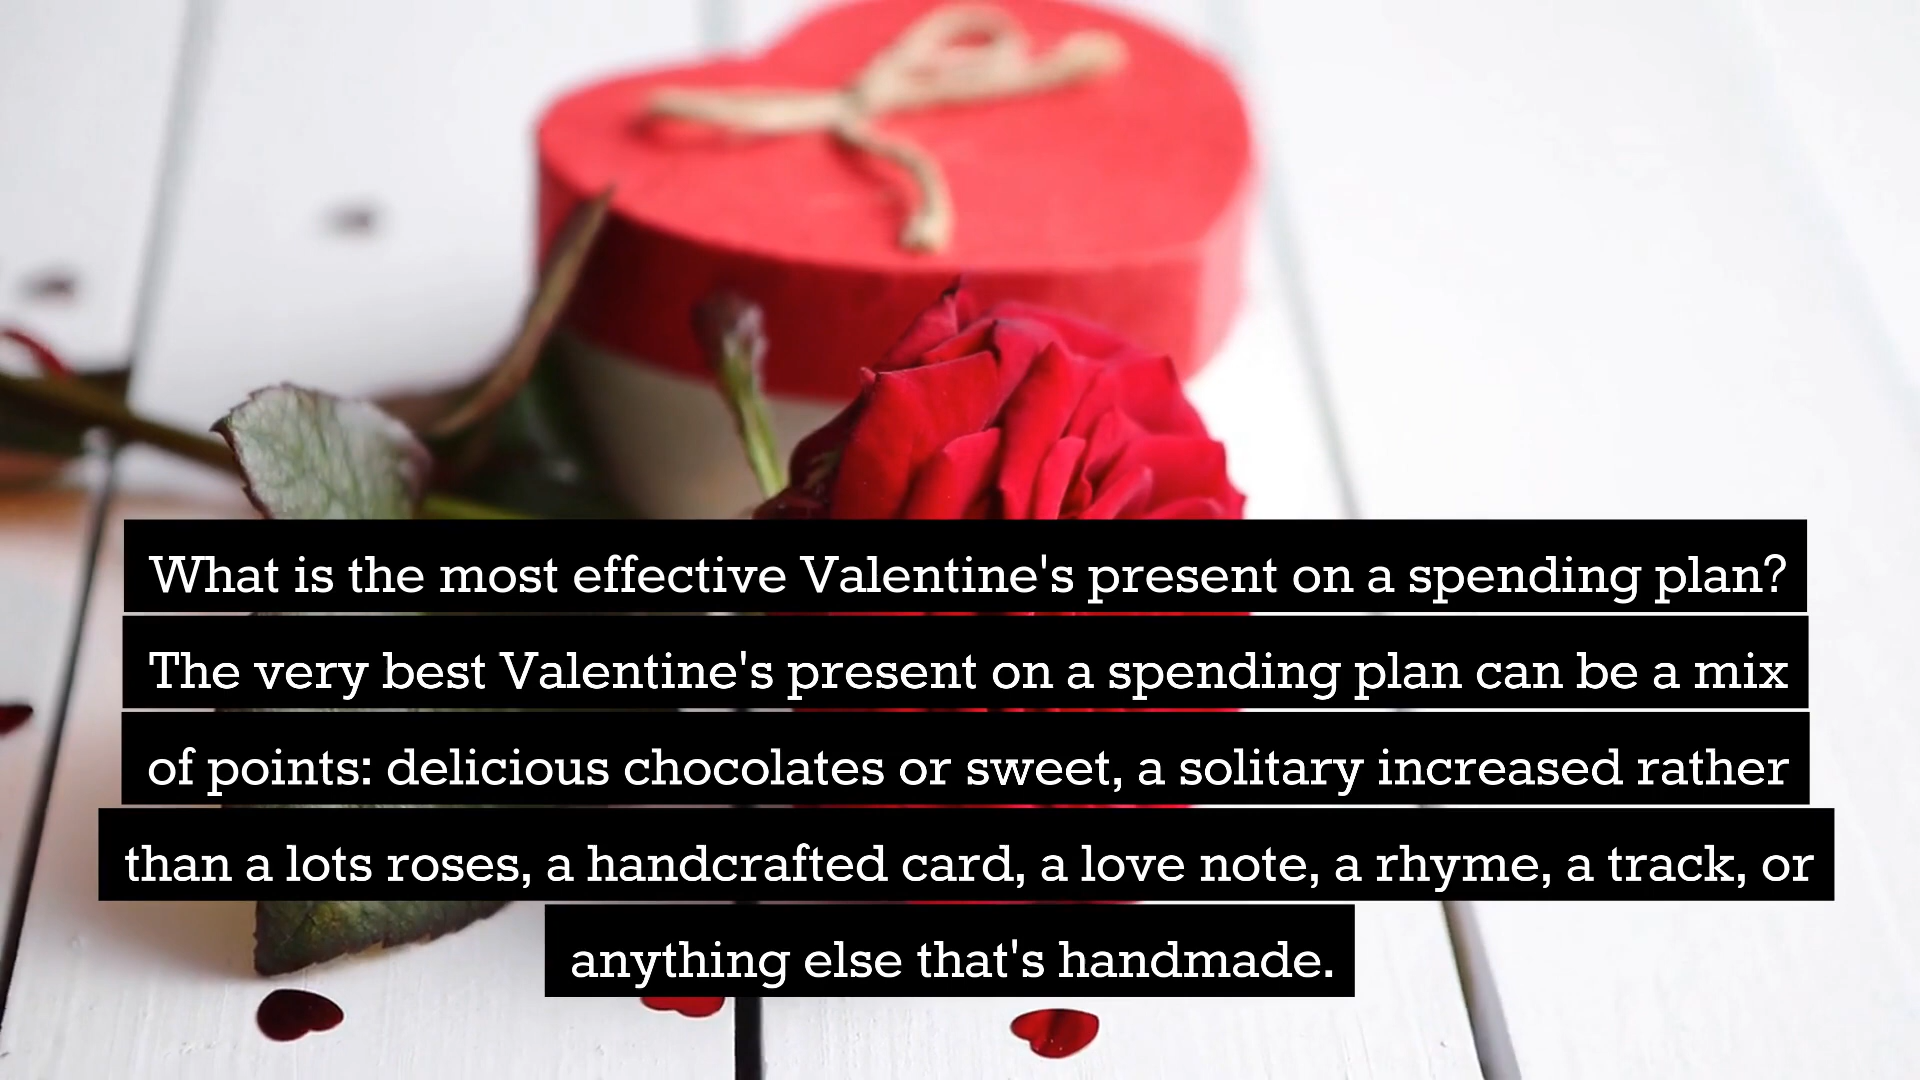 What is the most effective Valentine's present on a spending plan?
The very best Valentine's present on a spending plan can be a mix
of points: delicious chocolates or sweet, a solitary increased rather
than a lots roses, a handcrafted card, a love note, a rhyme, a track, or
anything else that's handmade.